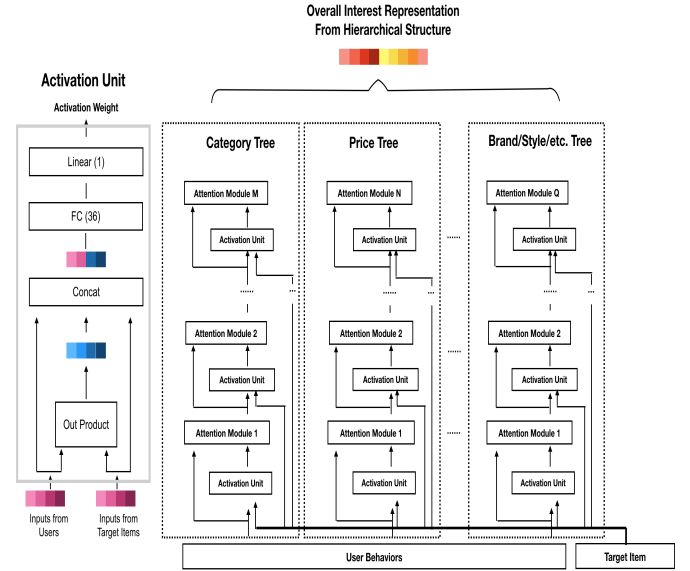 Overall Interest Representation
From Hierarchical Structure
Activation Unit
Activation Weight
Linear (1)
FC (36)
Concat
Out Product
Inputs from
Users
Inputs from
Target Items
Category Tree
Attention Module M
Activation Unit
......
...
Attention Module 2
Activation Unit
Attention Module 1
Activation Unit
Price Tree
Attention Module N
Activation Unit
......
...
Attention Module 2
Activation Unit
Attention Module 1
Activation Unit
......
......
......
Brand/Style/etc. Tree
Attention Module Q
Activation Unit
......
...
Attention Module 2
Activation Unit
Attention Module 1
Activation Unit
User Behaviors
Target Item